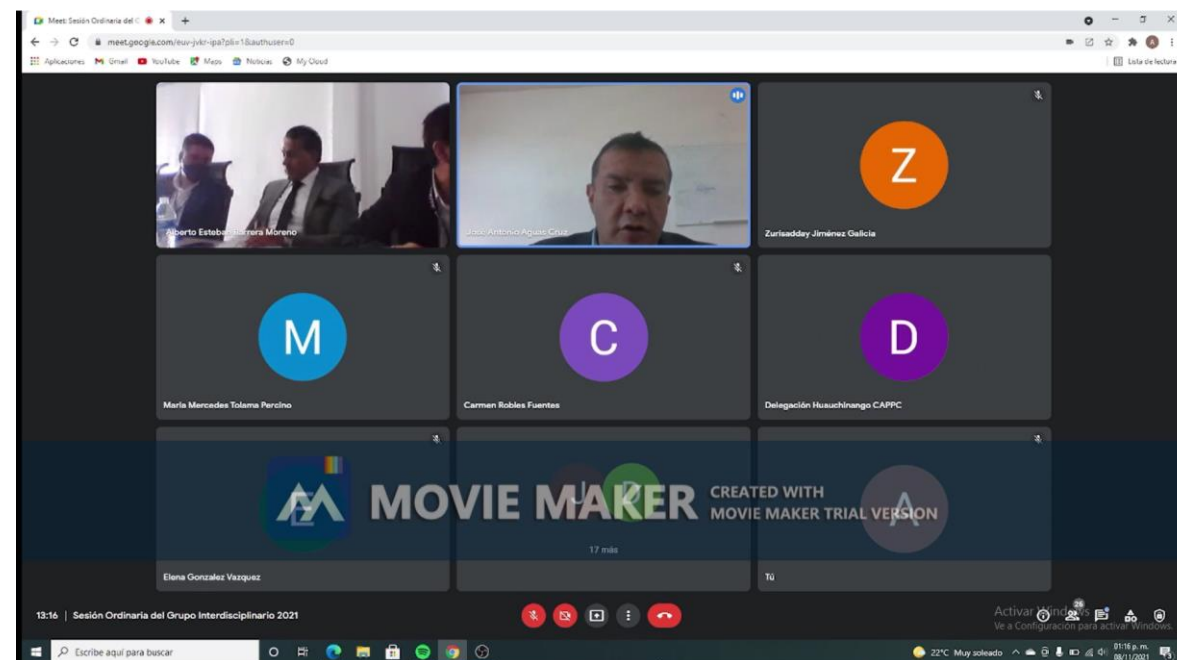 Meet: Sesión Ordinaria del C
meet.google.com/euv-jvkr-ipa?pli=1&authuser=0
Aplicaciones Gmail YouTube Maps Noticias My Cloud Lista de lectura
Alberto Esteban Barrera Moreno
José Antonio Aguas Cruz
Z
Zurisadday Jiménez Galicia
M
María Mercedes Tolama Percino
C
Carmen Robles Fuentes
D
Delegación Huauchinango CAPPC
E
Elena Gonzalez Vazquez
J
D
17 más
A
Tú
MOVIE MAKER
CREATED WITH
MOVIE MAKER TRIAL VERSION
13:16 | Sesión Ordinaria del Grupo Interdisciplinario 2021
26
Activar Windows
Ve a Configuración para activar Windows.
Escribe aquí para buscar
22°C Muy soleado
01:16 p. m.
08/11/2021